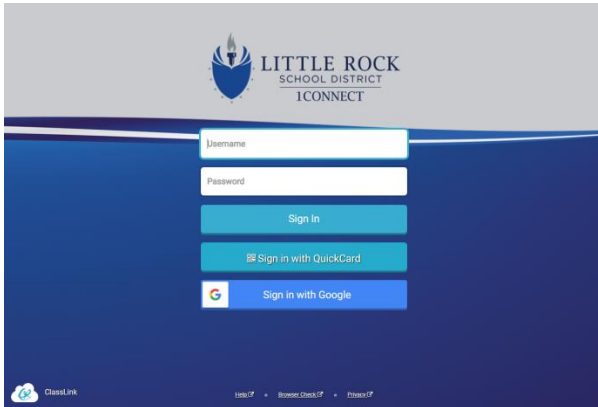 LITTLE ROCK
SCHOOL DISTRICT
1CONNECT
Username
Password
Sign In
Sign in with QuickCard
Sign in with Google
ClassLink
Help
Browser Check
Privacy